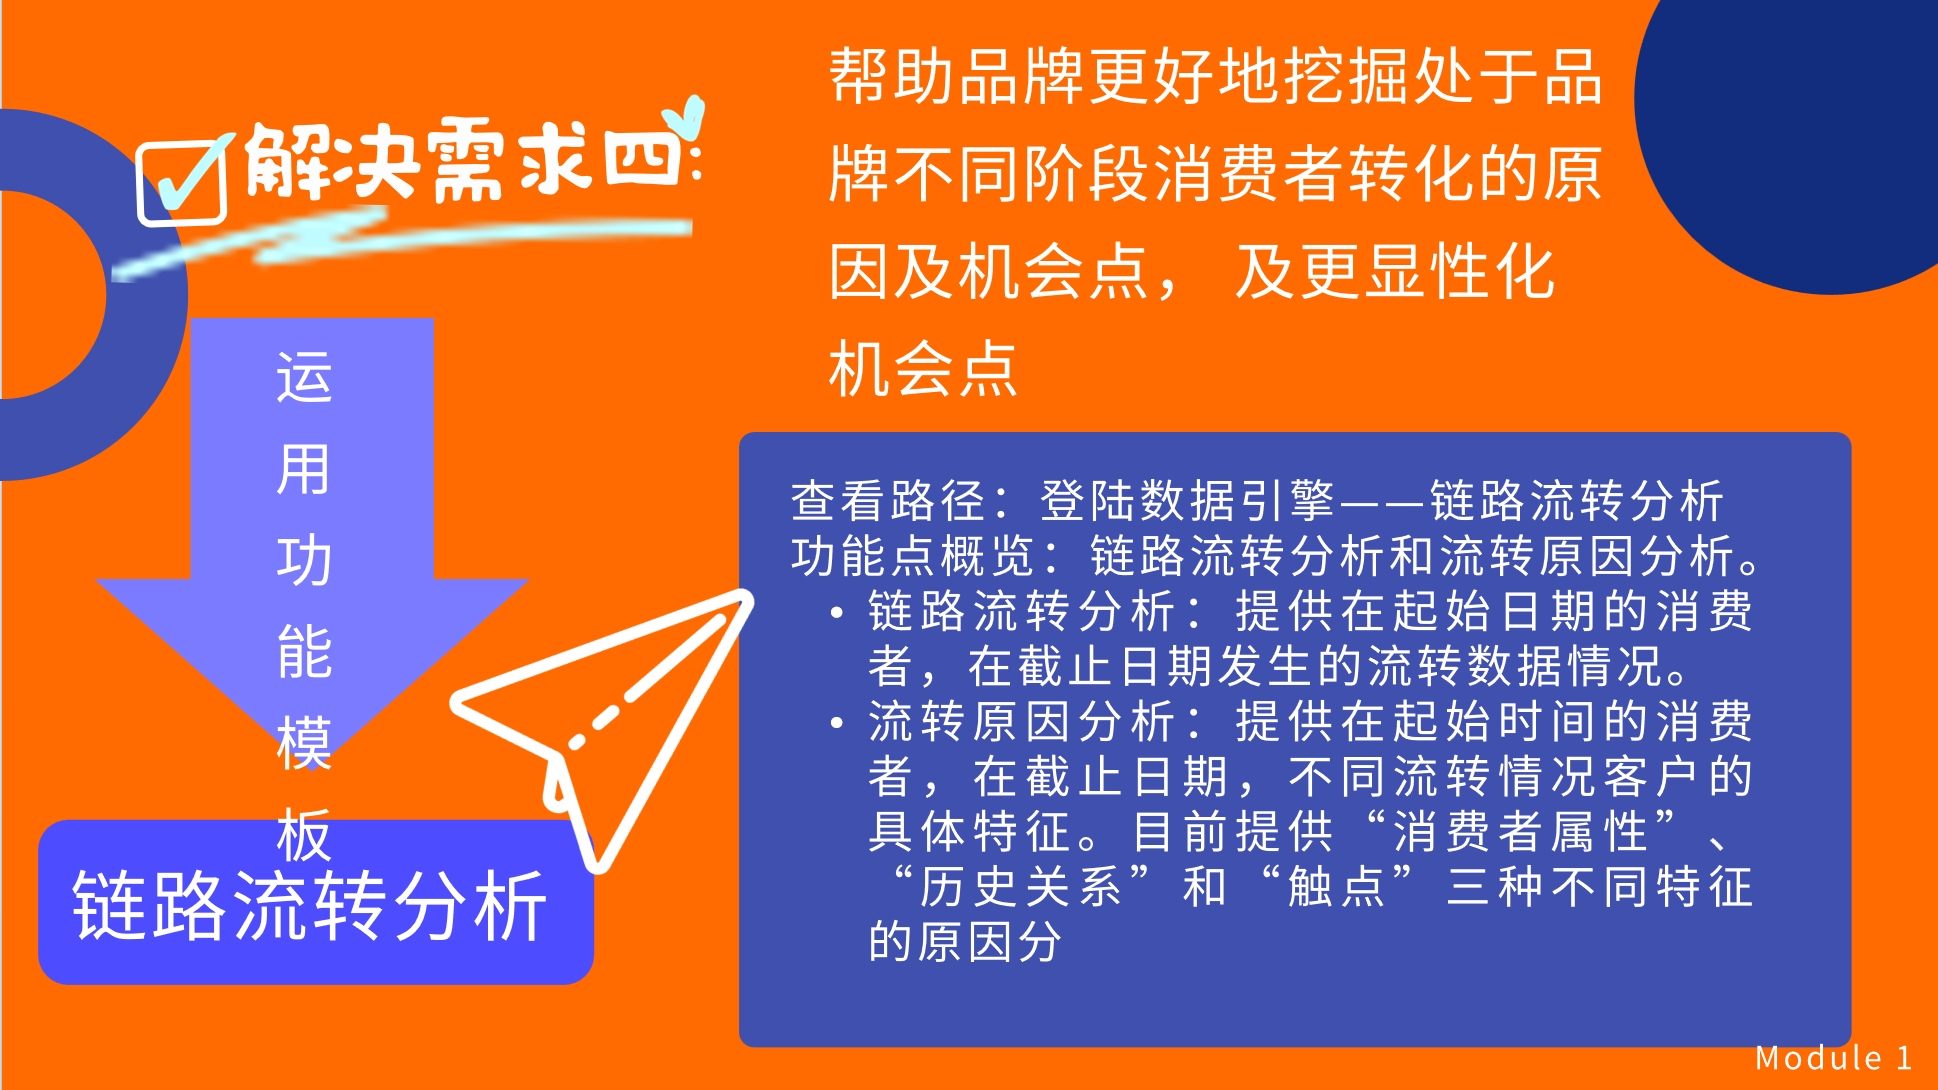 解决需求四:
帮助品牌更好地挖掘处于品
牌不同阶段消费者转化的原
因及机会点， 及更显性化
机会点
运
用
功
能
模
板
链路流转分析
查看路径：登陆数据引擎——链路流转分析
功能点概览：链路流转分析和流转原因分析。
• 链路流转分析：提供在起始日期的消费
者，在截止日期发生的流转数据情况。
• 流转原因分析：提供在起始时间的消费
者，在截止日期，不同流转情况客户的
具体特征。目前提供“消费者属性”、
“历史关系”和“触点”三种不同特征
的原因分
Module 1